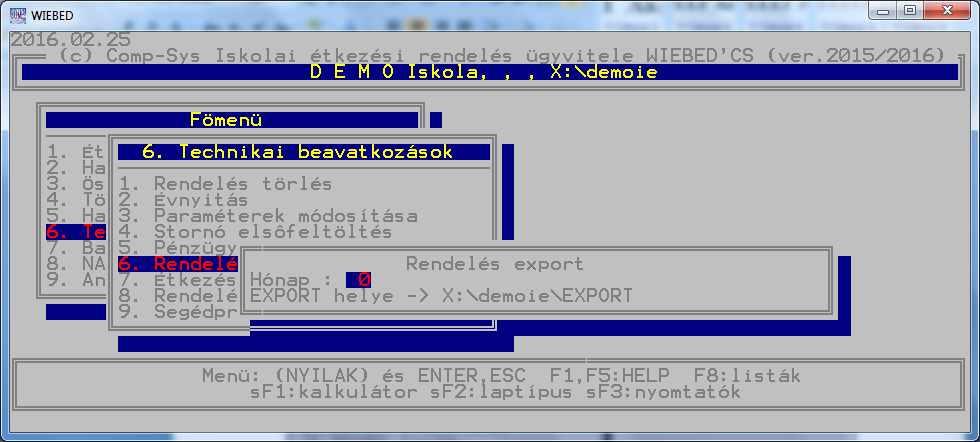 WIEBED
2016.02.25
(c) Comp-Sys Iskolai étkezési rendelés ügyvitele WIEBED'CS (ver.2015/2016)
D E M O Iskola, , , X:\demoie
Fömenü
1. Ét
2. Ha
3. Ös
4. Tö
5. Ha
6. Te
7. Ba
8. NA
9. An
6. Technikai beavatkozások
1. Rendelés törlés
2. Évnyitás
3. Paraméterek módosítása
4. Stornó elsôfeltöltés
5. Pénzügy
6. Rendelé
7. Étkezés
8. Rendelé
9. Segédpr
Rendelés export
Hónap : 0
EXPORT helye -> X:\demoie\EXPORT
Menü: (NYILAK) és ENTER,ESC F1,F5:HELP F8:listák
sF1:kalkulátor sF2:laptípus sF3:nyomtatók